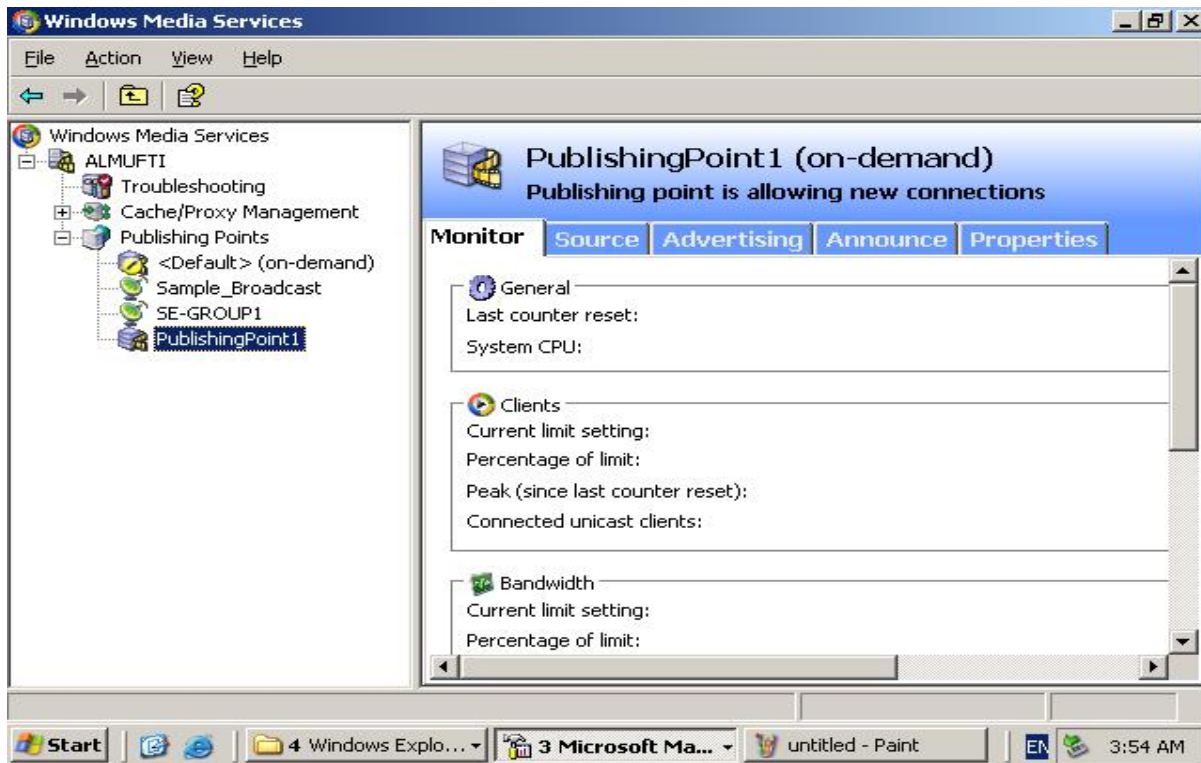 Windows Media Services
File Action View Help
Windows Media Services
ALMUFTI
Troubleshooting
Cache/Proxy Management
Publishing Points
<Default> (on-demand)
Sample_Broadcast
SE-GROUP1
PublishingPoint1
PublishingPoint1 (on-demand)
Publishing point is allowing new connections
Monitor Source Advertising Announce Properties
General
Last counter reset:
System CPU:
Clients
Current limit setting:
Percentage of limit:
Peak (since last counter reset):
Connected unicast clients:
Bandwidth
Current limit setting:
Percentage of limit:
Start 4 Windows Explo... 3 Microsoft Ma... untitled - Paint EN 3:54 AM